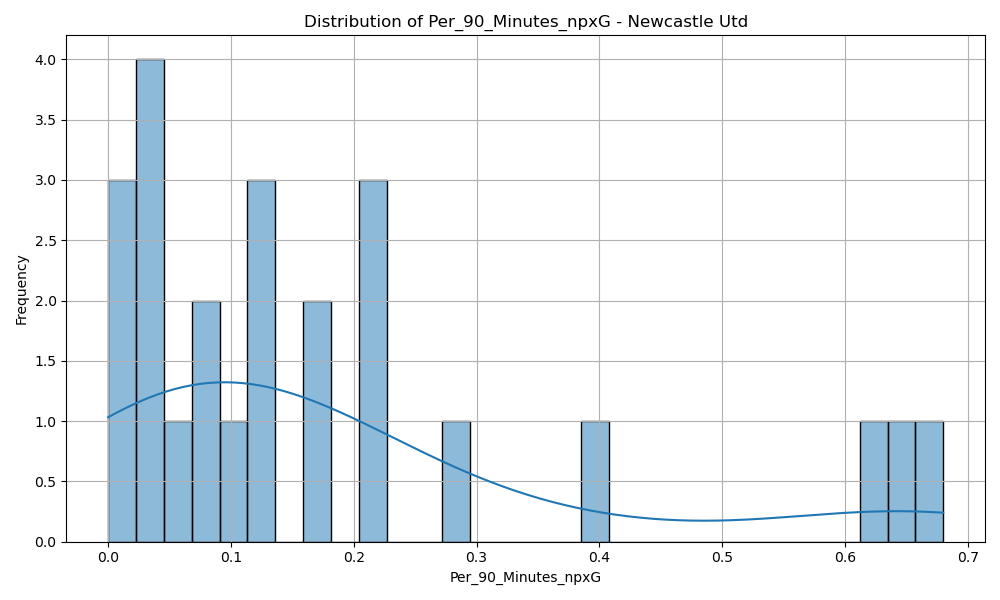 Distribution of Per_90_Minutes_npxG - Newcastle Utd
4.0
3.5
3.0
2.5
2.0
1.5
1.0
0.5
0.0
Frequency
0.0 0.1 0.2 0.3 0.4 0.5 0.6 0.7
Per_90_Minutes_npxG